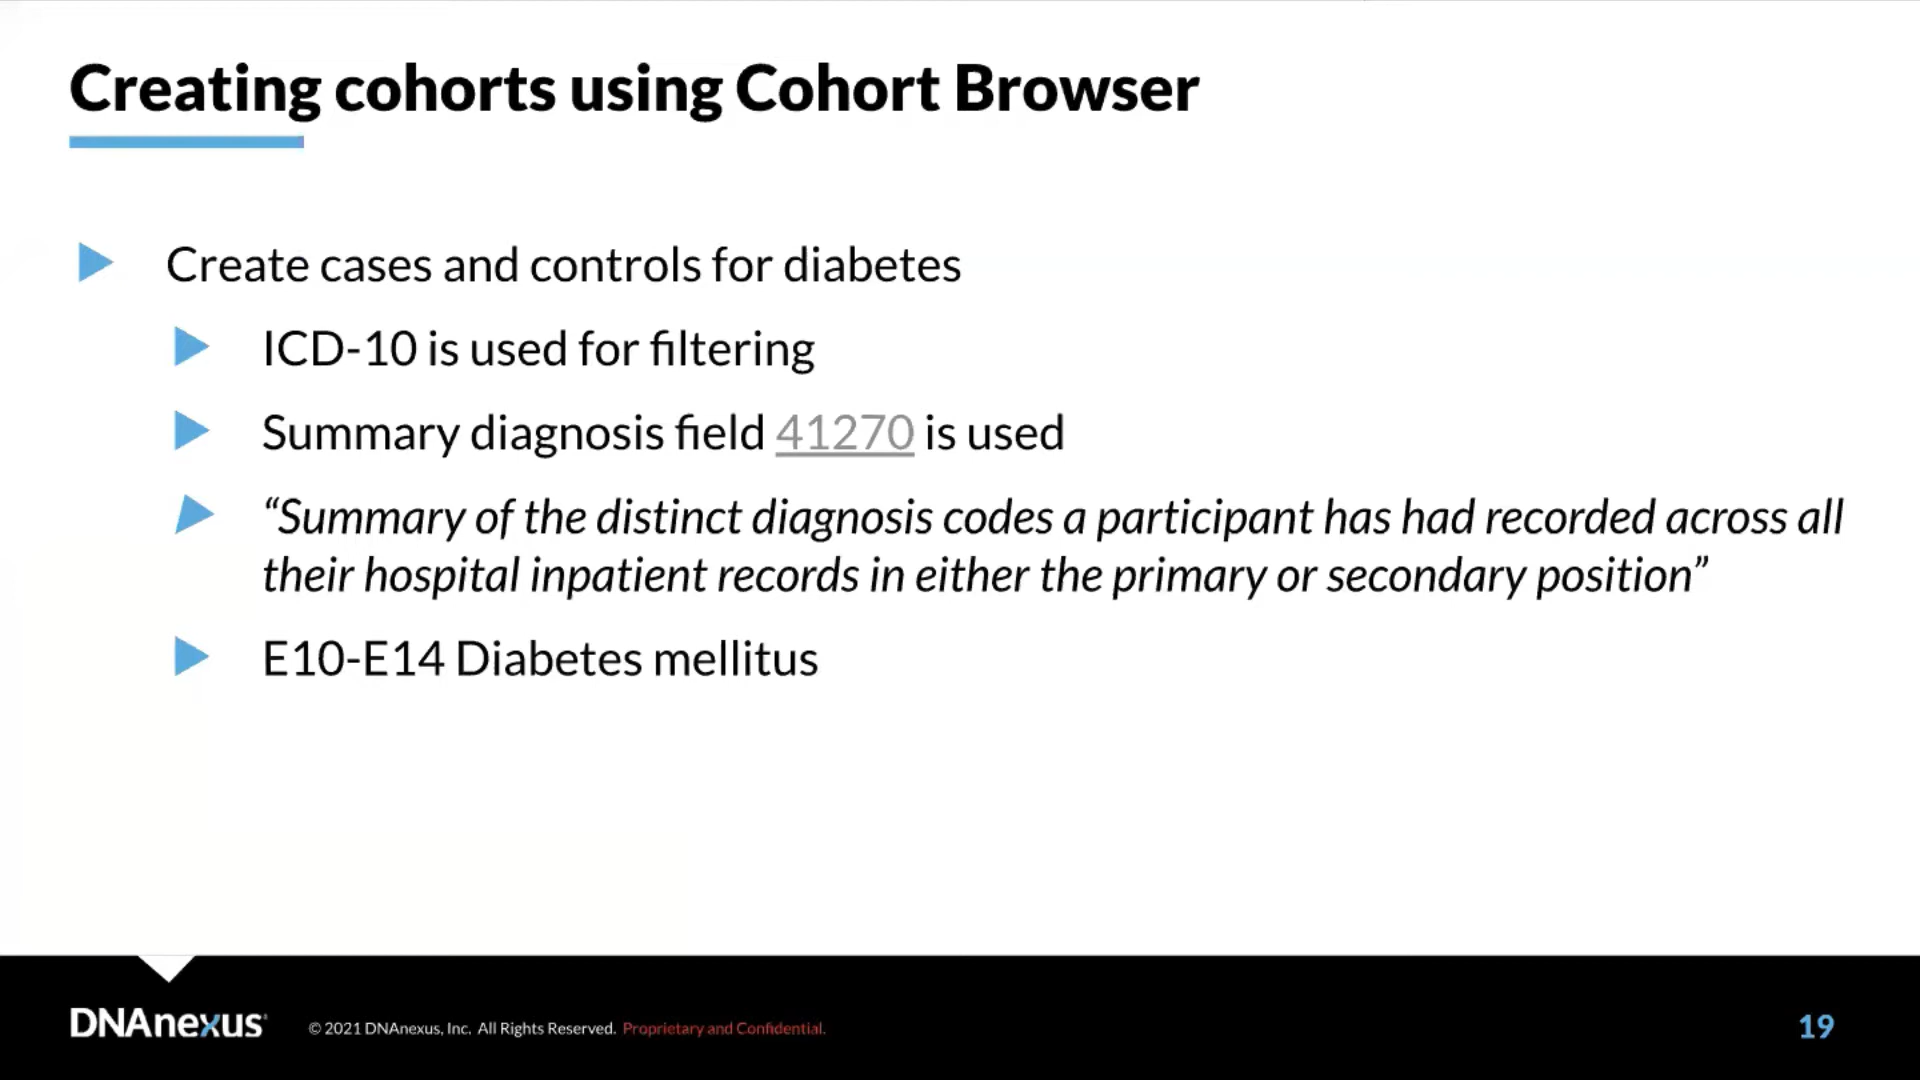 Creating cohorts using Cohort Browser
Create cases and controls for diabetes
ICD-10 is used for filtering
Summary diagnosis field 41270 is used
“Summary of the distinct diagnosis codes a participant has had recorded across all
their hospital inpatient records in either the primary or secondary position”
E10-E14 Diabetes mellitus
DNAnexus
© 2021 DNAnexus, Inc. All Rights Reserved. Proprietary and Confidential.
19